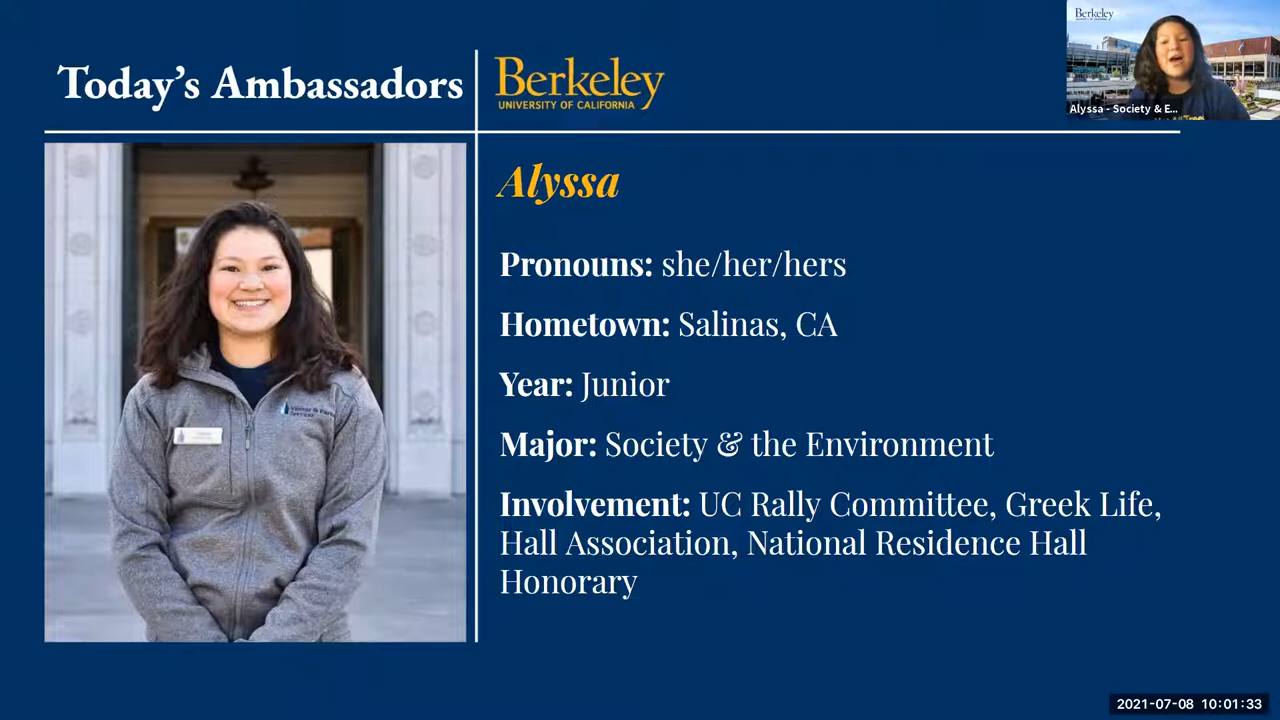 Today's Ambassadors
Berkeley
UNIVERSITY OF CALIFORNIA
Berkeley
Alyssa - Society & E...
Alyssa
Pronouns: she/her/hers
Hometown: Salinas, CA
Year: Junior
Major: Society & the Environment
Involvement: UC Rally Committee, Greek Life,
Hall Association, National Residence Hall
Honorary
2021-07-08 10:01:33